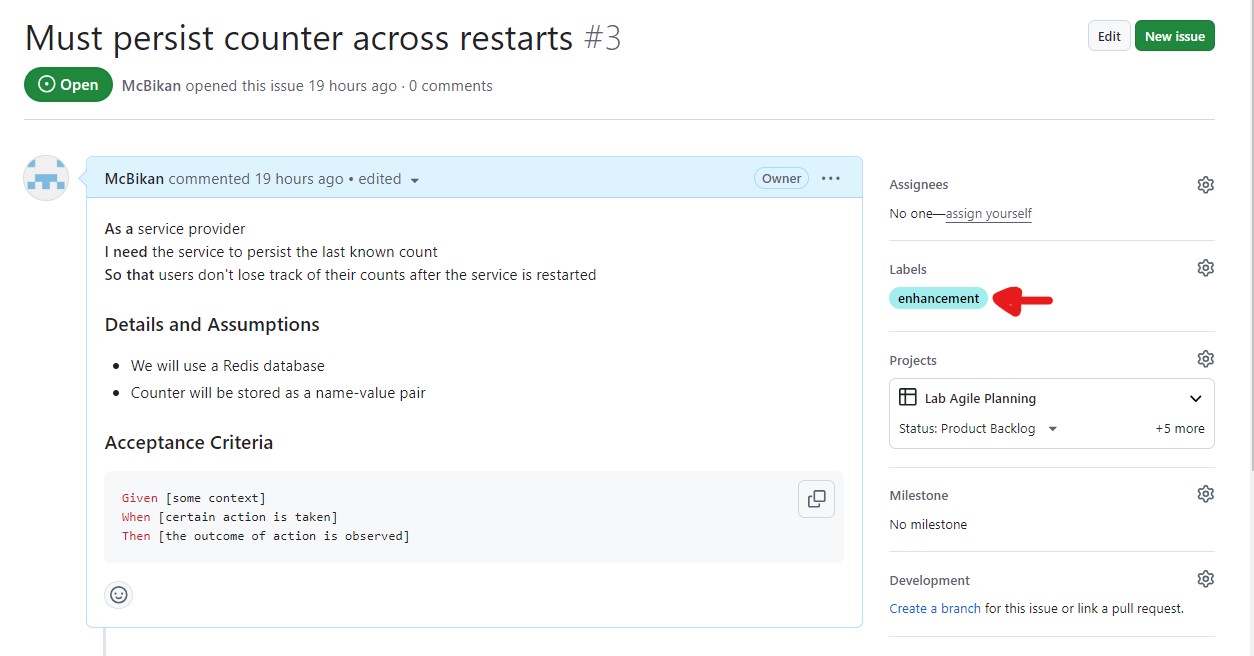 Must persist counter across restarts #3
Edit
New issue
Open
McBikan opened this issue 19 hours ago · 0 comments
McBikan commented 19 hours ago • edited
Owner
As a service provider
I need the service to persist the last known count
So that users don't lose track of their counts after the service is restarted
Details and Assumptions
• We will use a Redis database
• Counter will be stored as a name-value pair
Acceptance Criteria
Given [some context]
When [certain action is taken]
Then [the outcome of action is observed]
Assignees
No one—assign yourself
Labels
enhancement
Projects
Lab Agile Planning
Status: Product Backlog
+5 more
Milestone
No milestone
Development
Create a branch for this issue or link a pull request.